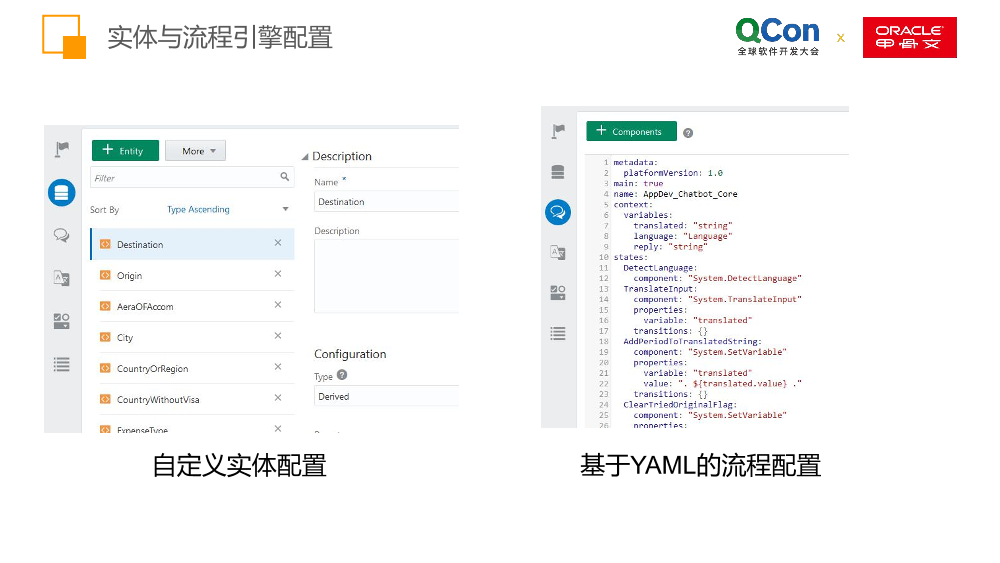 实体与流程引擎配置
QCon
全球软件开发大会
x
ORACLE
甲骨文
+ Entity
More
Filter
Sort By
Type Ascending
Destination
Origin
AeraOFAccom
City
CountryOrRegion
CountryWithoutVisa
ExpenseType
Description
Name *
Destination
Description
Configuration
Type
Derived
+ Components
1 metadata:
2 platformVersion: 1.0
3 main: true
4 name: AppDev_Chatbot_Core
5 context:
6 variables:
7 translated: "string"
8 language: "Language"
9 reply: "string"
10 states:
11 DetectLanguage:
12 component: "System.DetectLanguage"
13 TranslateInput:
14 component: "System.TranslateInput"
15 properties:
16 variable: "translated"
17 transitions: {}
18 AddPeriodToTranslatedString:
19 component: "System.SetVariable"
20 properties:
21 variable: "translated"
22 value: ". ${translated.value} ."
23 transitions: {}
24 ClearTriedOriginalFlag:
25 component: "System.SetVariable"
26 properties:
自定义实体配置
基于YAML的流程配置